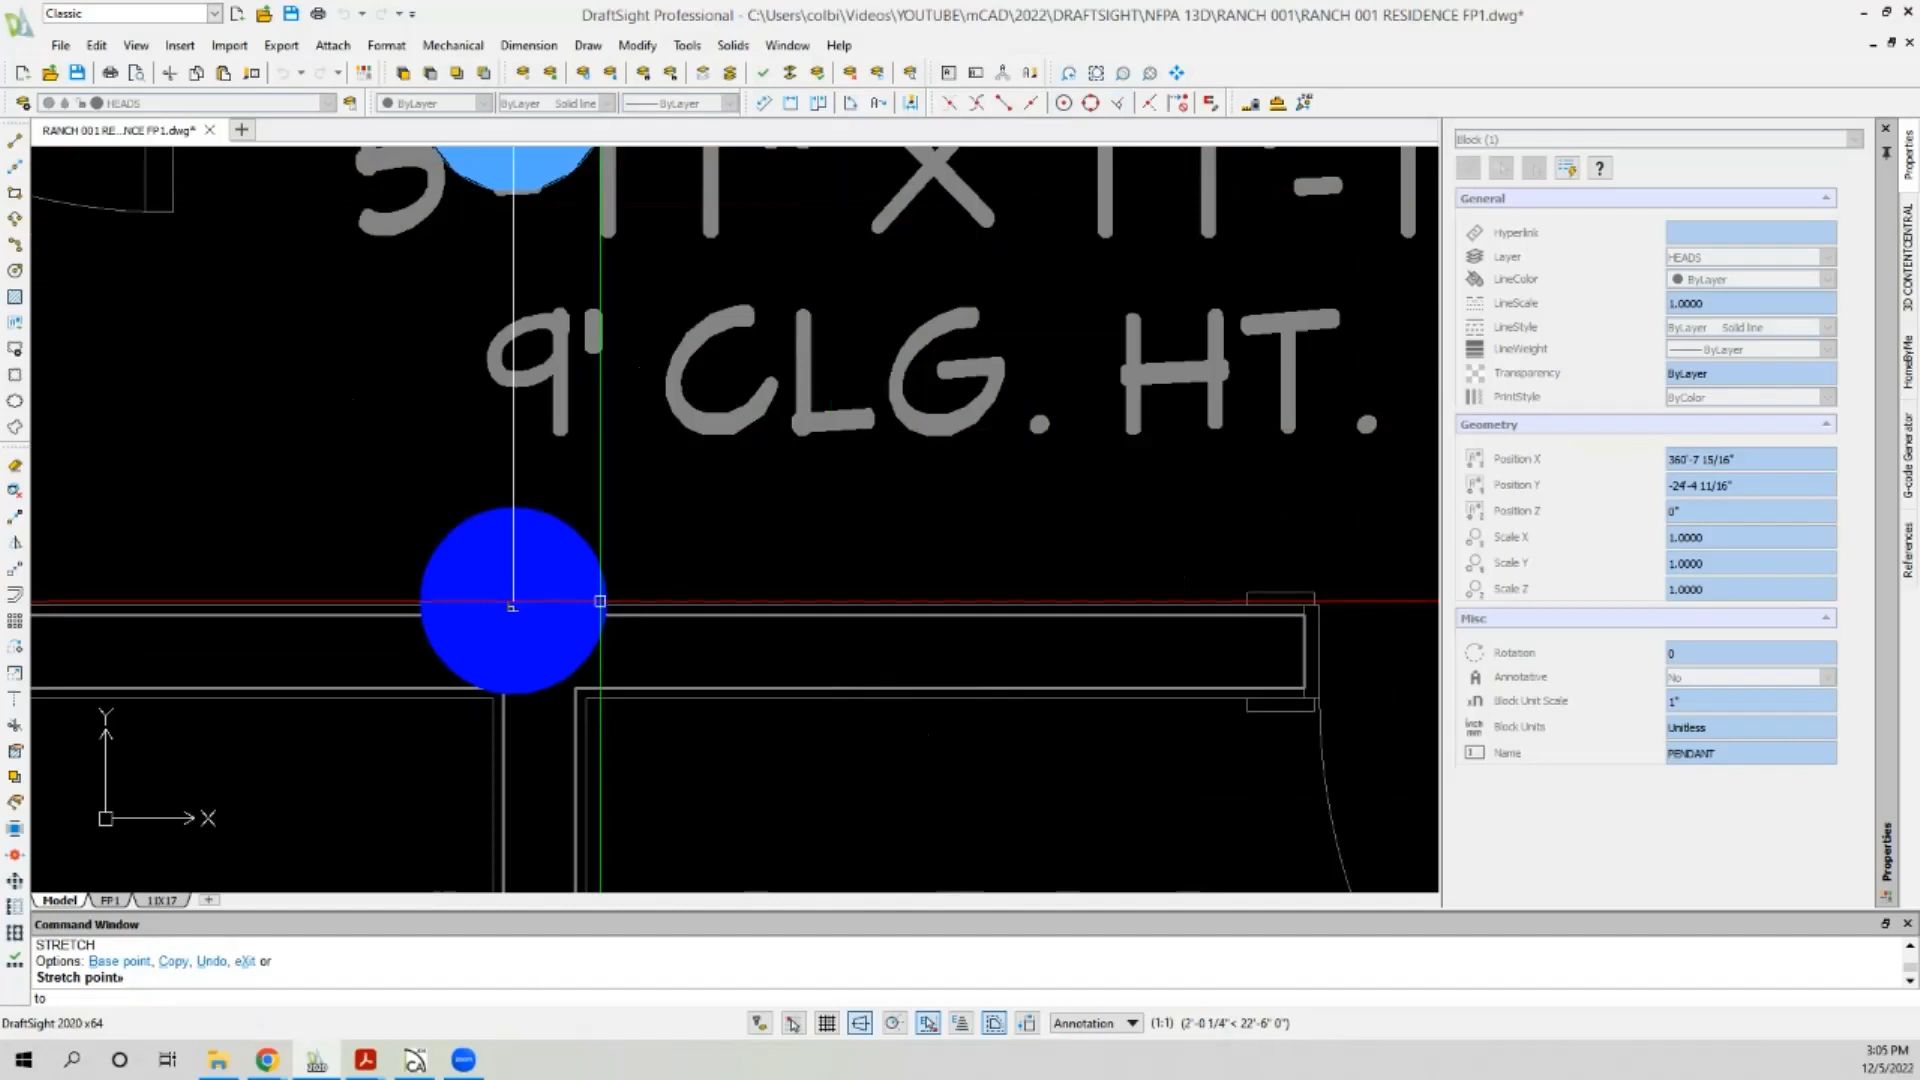 Classic
DraftSight Professional - C:\Users\colbi\Videos\YOUTUBE\mCAD\2022\DRAFTSIGHT\NFPA 13D\RANCH 001\RANCH 001 RESIDENCE FP1.dwg*
File Edit View Insert Import Export Attach Format Mechanical Dimension Draw Modify Tools Solids Window Help
HEADS ByLayer ByLayer Solid line ByLayer
RANCH 001 RE...NCE FP1.dwg*
9' CLG. HT.
Y
X
Block (1)
General
Hyperlink
Layer HEADS
LineColor ByLayer
LineScale 1.0000
LineStyle ByLayer Solid line
LineWeight ByLayer
Transparency ByLayer
PrintStyle ByColor
Geometry
Position X 360'-7 15/16"
Position Y -24'-4 11/16"
Position Z 0"
Scale X 1.0000
Scale Y 1.0000
Scale Z 1.0000
Misc
Rotation 0
Annotative No
Block Unit Scale 1"
Block Units Unitless
Name PENDANT
Properties
3D CONTENTCENTRAL
HomeByMe
G-code Generator
References
Properties
Model FP1 11X17
Command Window
STRETCH
Options: Base point, Copy, Undo, eXit or
Stretch point»
to
DraftSight 2020 x64
Annotation (1:1) (2'-0 1/4"< 22'-6" 0")
3:05 PM
12/5/2022